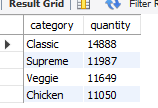 Result Grid Filter R
category quantity
Classic 14888
Supreme 11987
Veggie 11649
Chicken 11050